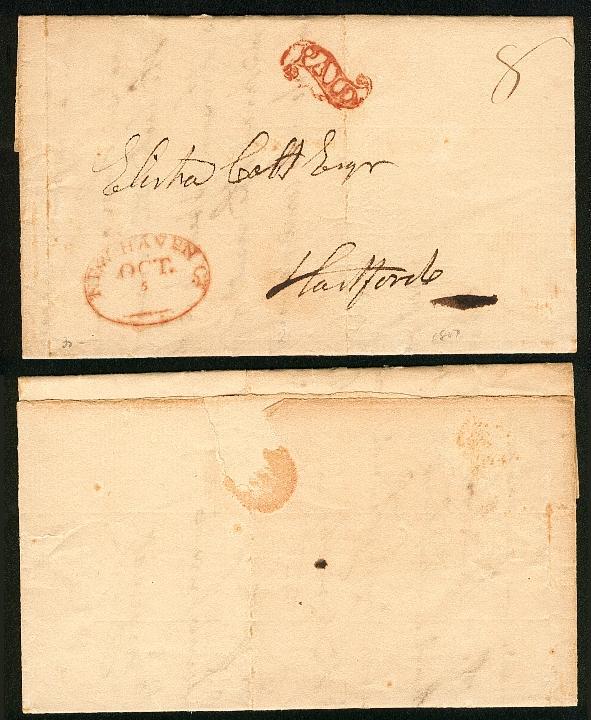 PAID
8
Elisha Colt Esqr
NEW HAVEN Ct.
OCT.
5
Hartford